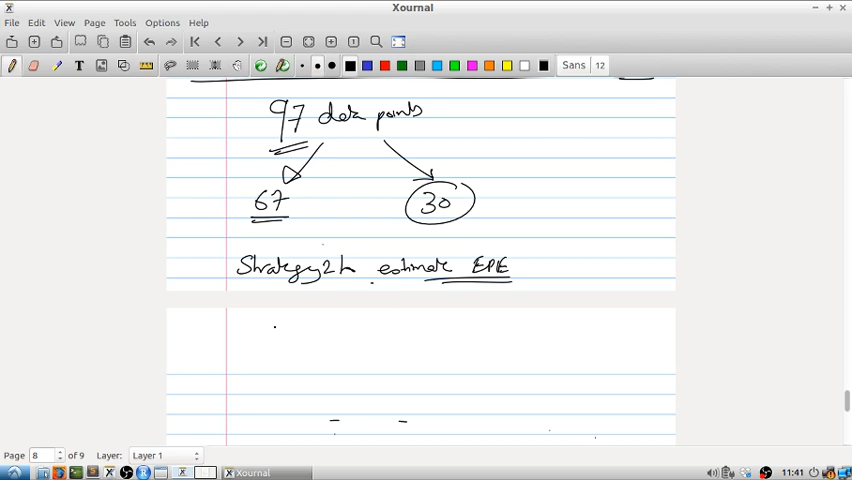 Xournal
File Edit View Page Tools Options Help
Sans 12
97 data points
67 30
Strategy 2 to estimate EPE
Page 8 of 9 Layer: Layer 1
Xournal 11:41